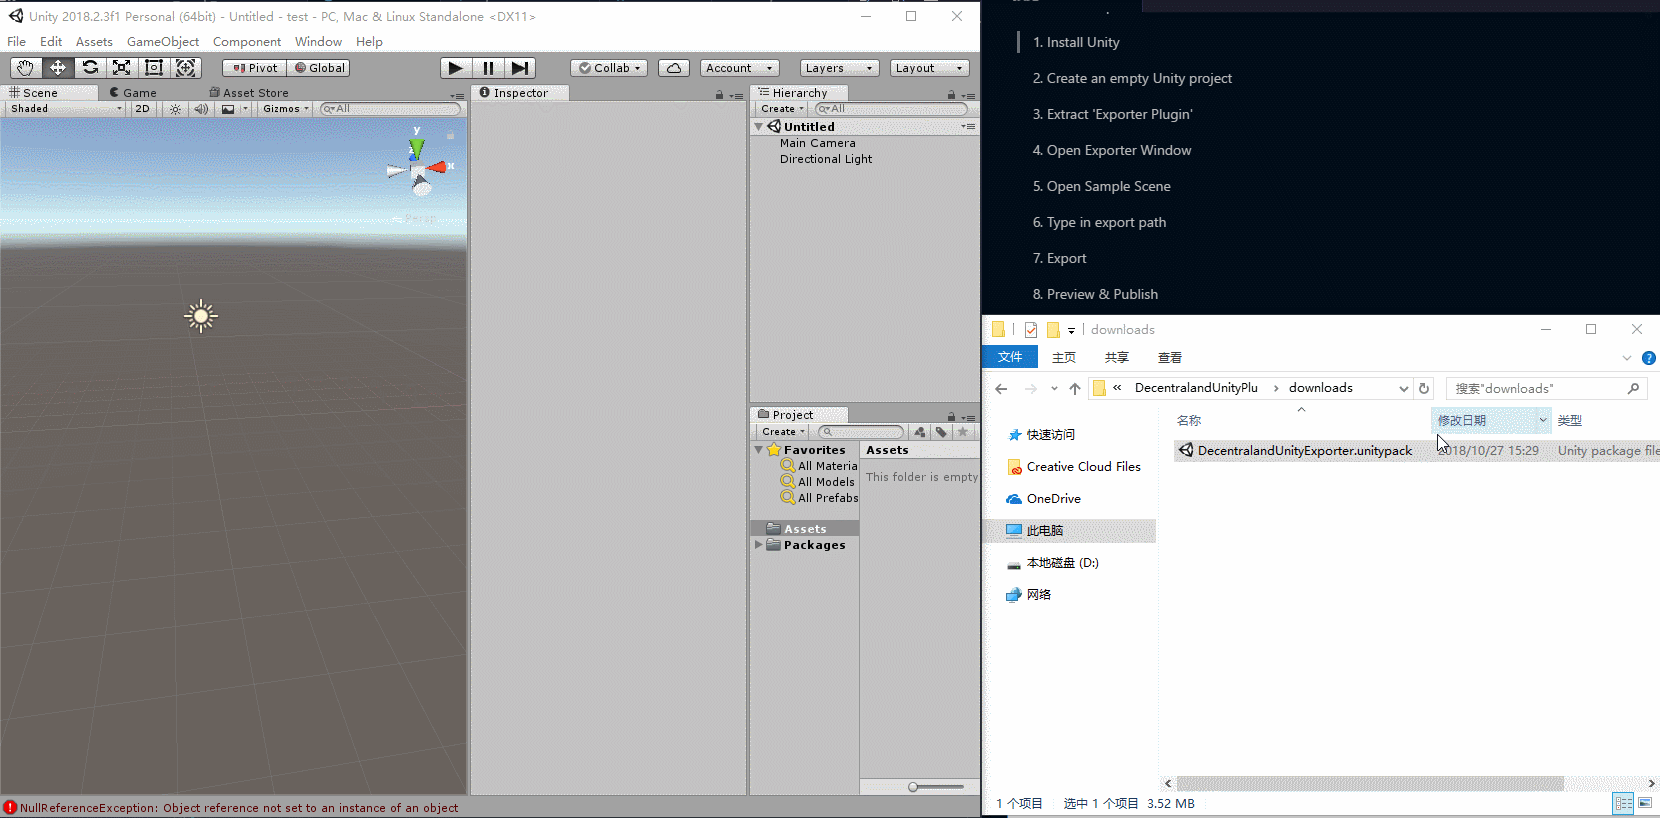 Unity 2018.2.3f1 Personal (64bit) - Untitled - test - PC, Mac & Linux Standalone <DX11>
File Edit Assets GameObject Component Window Help
Pivot Global Collab Account Layers Layout
Scene Game Asset Store
Shaded 2D Gizmos All
y
x
z
Persp
Inspector
Hierarchy
Create All
Untitled
Main Camera
Directional Light
Project
Create
Favorites
All Materia
All Models
All Prefabs
Assets
Packages
Assets
This folder is empty
NullReferenceException: Object reference not set to an instance of an object
1. Install Unity
2. Create an empty Unity project
3. Extract 'Exporter Plugin'
4. Open Exporter Window
5. Open Sample Scene
6. Type in export path
7. Export
8. Preview & Publish
downloads
文件 主页 共享 查看
« DecentralandUnityPlu › downloads 搜索"downloads"
名称 修改日期 类型
快速访问
Creative Cloud Files
OneDrive
此电脑
本地磁盘 (D:)
网络
DecentralandUnityExporter.unitypack 018/10/27 15:29 Unity package file
1 个项目 选中 1 个项目 3.52 MB